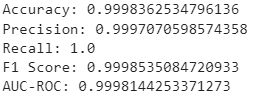 Accuracy: 0.9998362534796136
Precision: 0.9997070598574358
Recall: 1.0
F1 Score: 0.9998535084720933
AUC-ROC: 0.9998144253371273